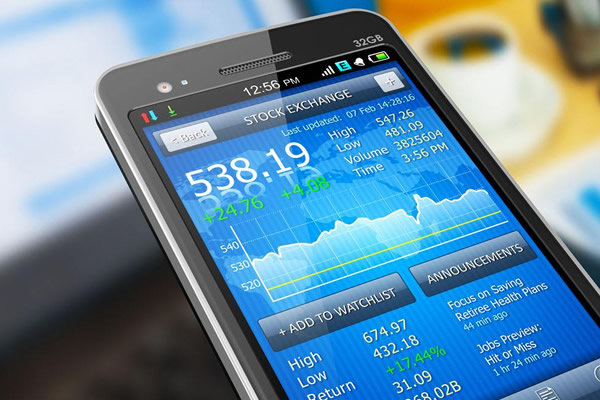 32GB
12:56 PM
< Back
STOCK EXCHANGE
+
Last updated: 07 Feb 14:28:16
538.19
+24.76 +4.08
High 547.26
Low 481.09
Volume 3825604
Time 3:56 PM
540
530
520
+ ADD TO WATCHLIST
ANNOUNCEMENTS
High 674.97
Low 432.18
Return +17.44%
31.09
68.02B
Focus on Saving
Retiree Health Plans
44 min ago
Jobs Preview:
Hit or Miss
1 hr 24 min ago